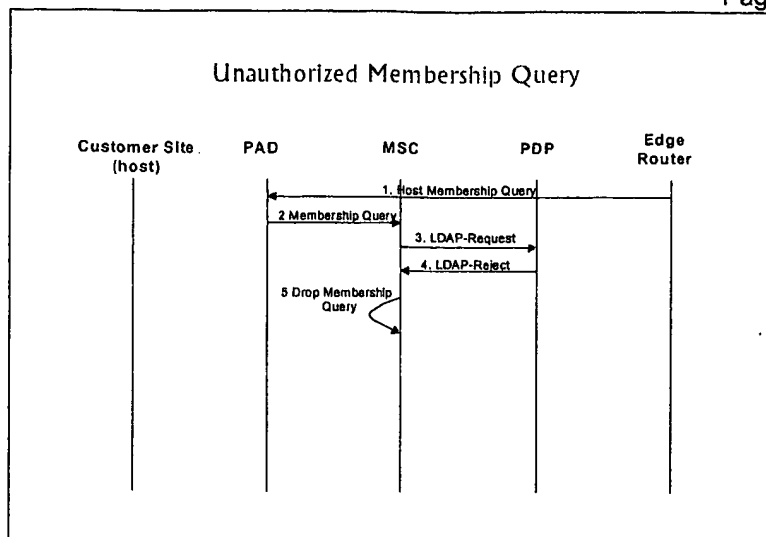 Unauthorized Membership Query
Customer Site.
(host)
PAD
MSC
PDP
Edge
Router
1. Host Membership Query
2 Membership Query
3. LDAP-Request
4. LDAP-Reject
5 Drop Membership
Query